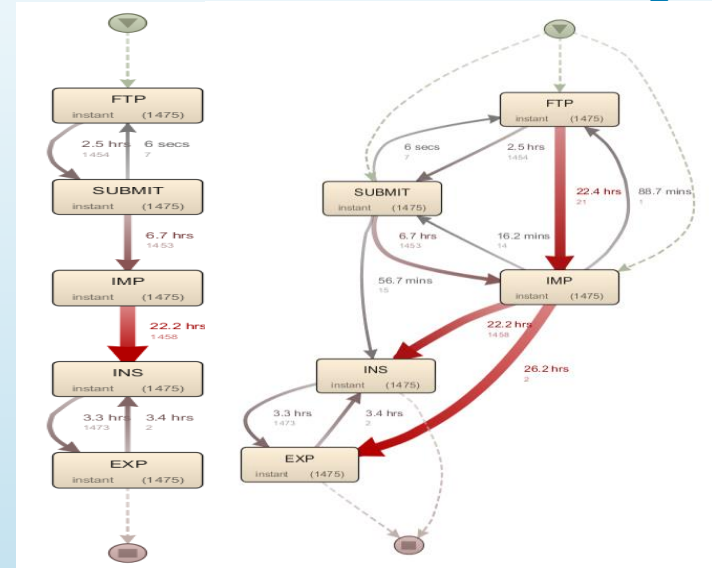 FTP
instant (1475)
2.5 hrs 6 secs
1454 7
SUBMIT
instant (1475)
6.7 hrs
1453
IMP
instant (1475)
22.2 hrs
1458
INS
instant (1475)
3.3 hrs 3.4 hrs
1473 2
EXP
instant (1475)
FTP
instant (1475)
6 secs
7
2.5 hrs
1454
SUBMIT
instant (1475)
22.4 hrs
21
88.7 mins
1
6.7 hrs
1453
16.2 mins
14
56.7 mins
15
IMP
instant (1475)
22.2 hrs
1458
26.2 hrs
2
INS
instant (1475)
3.3 hrs
1473
3.4 hrs
2
EXP
instant (1475)